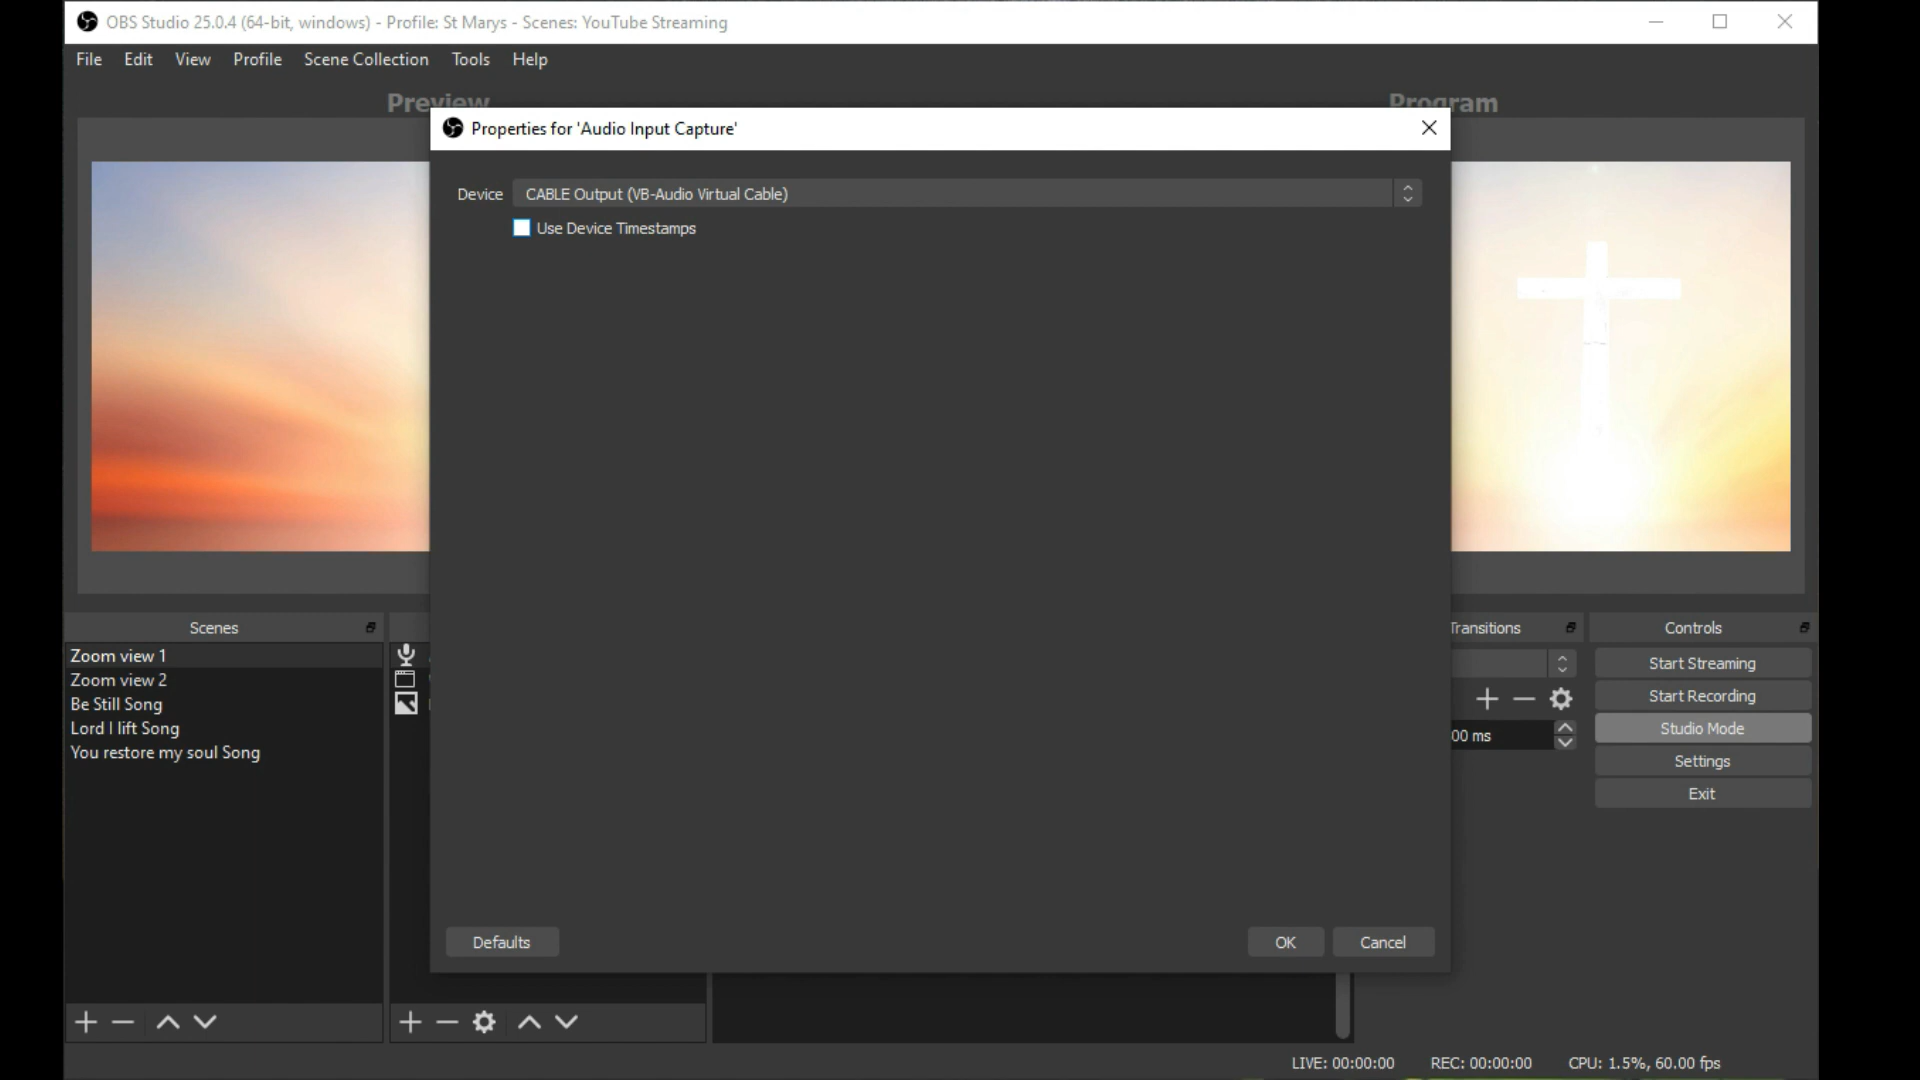 OBS Studio 25.0.4 (64-bit, windows) - Profile: St Marys - Scenes: YouTube Streaming
File Edit View Profile Scene Collection Tools Help
Preview
Program
Properties for 'Audio Input Capture'
Device CABLE Output (VB-Audio Virtual Cable)
Use Device Timestamps
Scenes
Transitions
Controls
Zoom view 1
Zoom view 2
Be Still Song
Lord I lift Song
You restore my soul Song
00 ms
Start Streaming
Start Recording
Studio Mode
Settings
Exit
Defaults
OK
Cancel
LIVE: 00:00:00 REC: 00:00:00 CPU: 1.5%, 60.00 fps